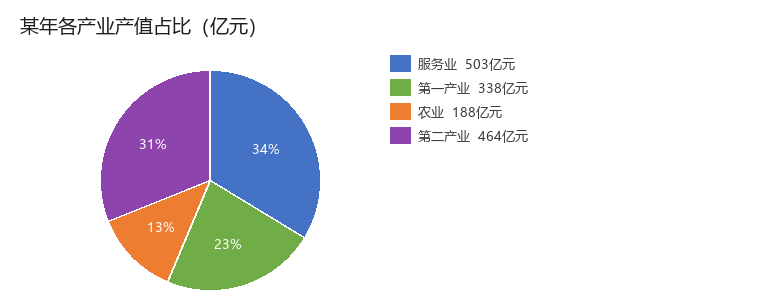 某年各产业产值占比（亿元）
服务业 503亿元
第一产业 338亿元
农业 188亿元
第二产业 464亿元
34%
31%
13%
23%